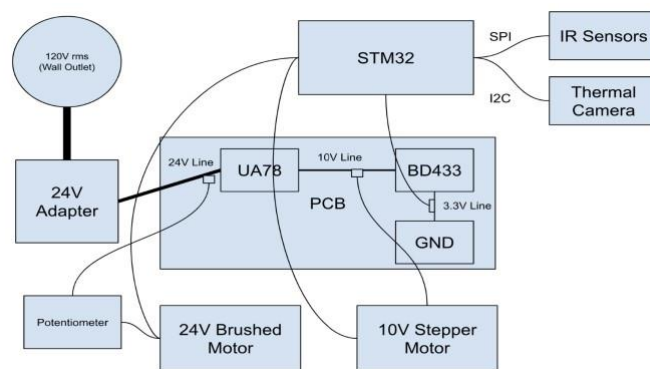 120V rms
(Wall Outlet)
STM32
SPI
IR Sensors
I2C
Thermal
Camera
24V
Adapter
24V Line
UA78
10V Line
BD433
PCB
3.3V Line
GND
Potentiometer
24V Brushed
Motor
10V Stepper
Motor